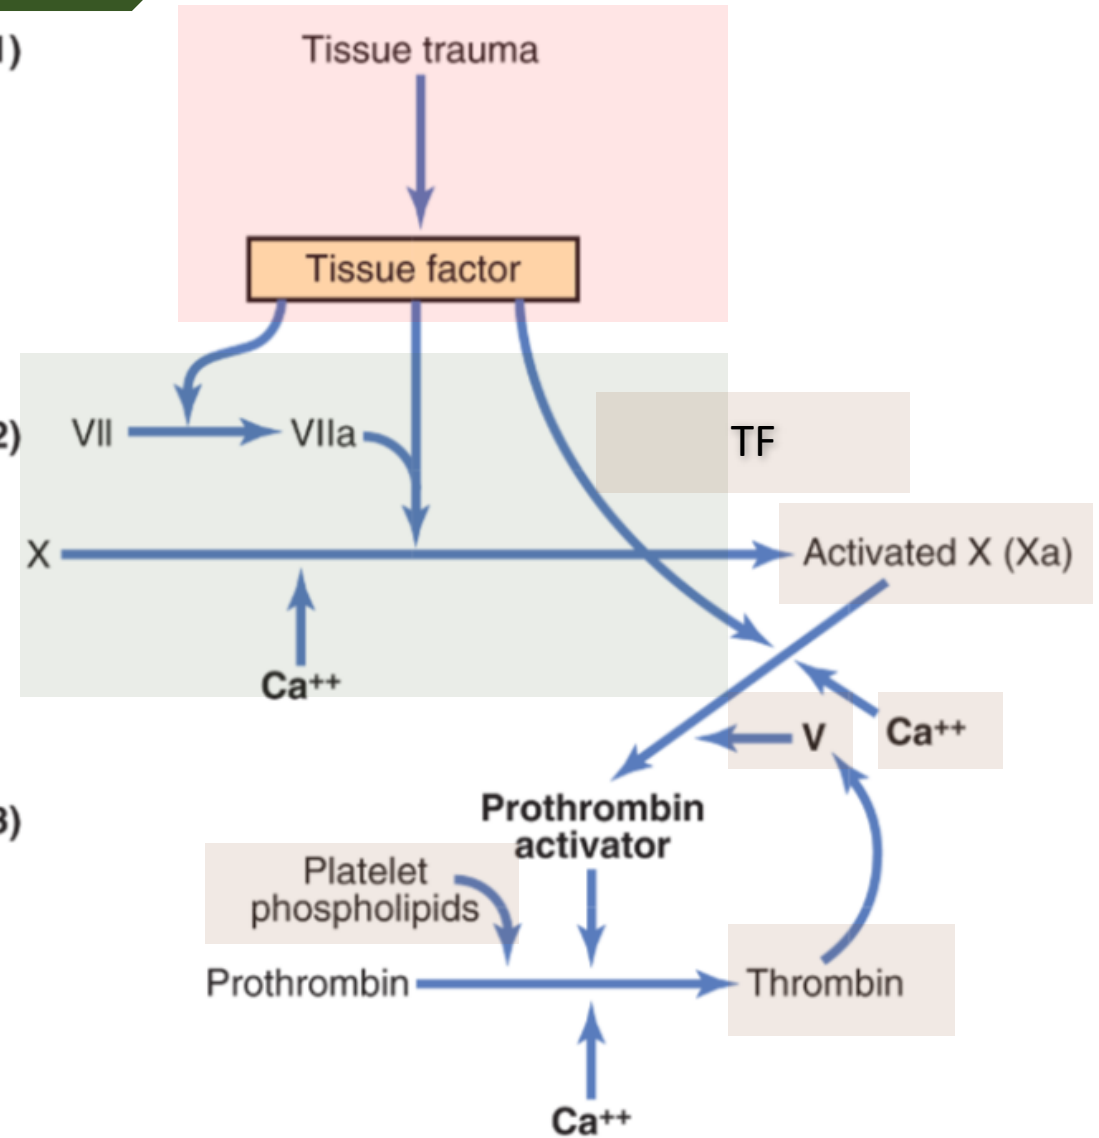 1)
Tissue trauma
Tissue factor
2)
VII
VIIa
TF
X
Activated X (Xa)
Ca⁺⁺
V
Ca⁺⁺
3)
Prothrombin
activator
Platelet
phospholipids
Prothrombin
Thrombin
Ca⁺⁺